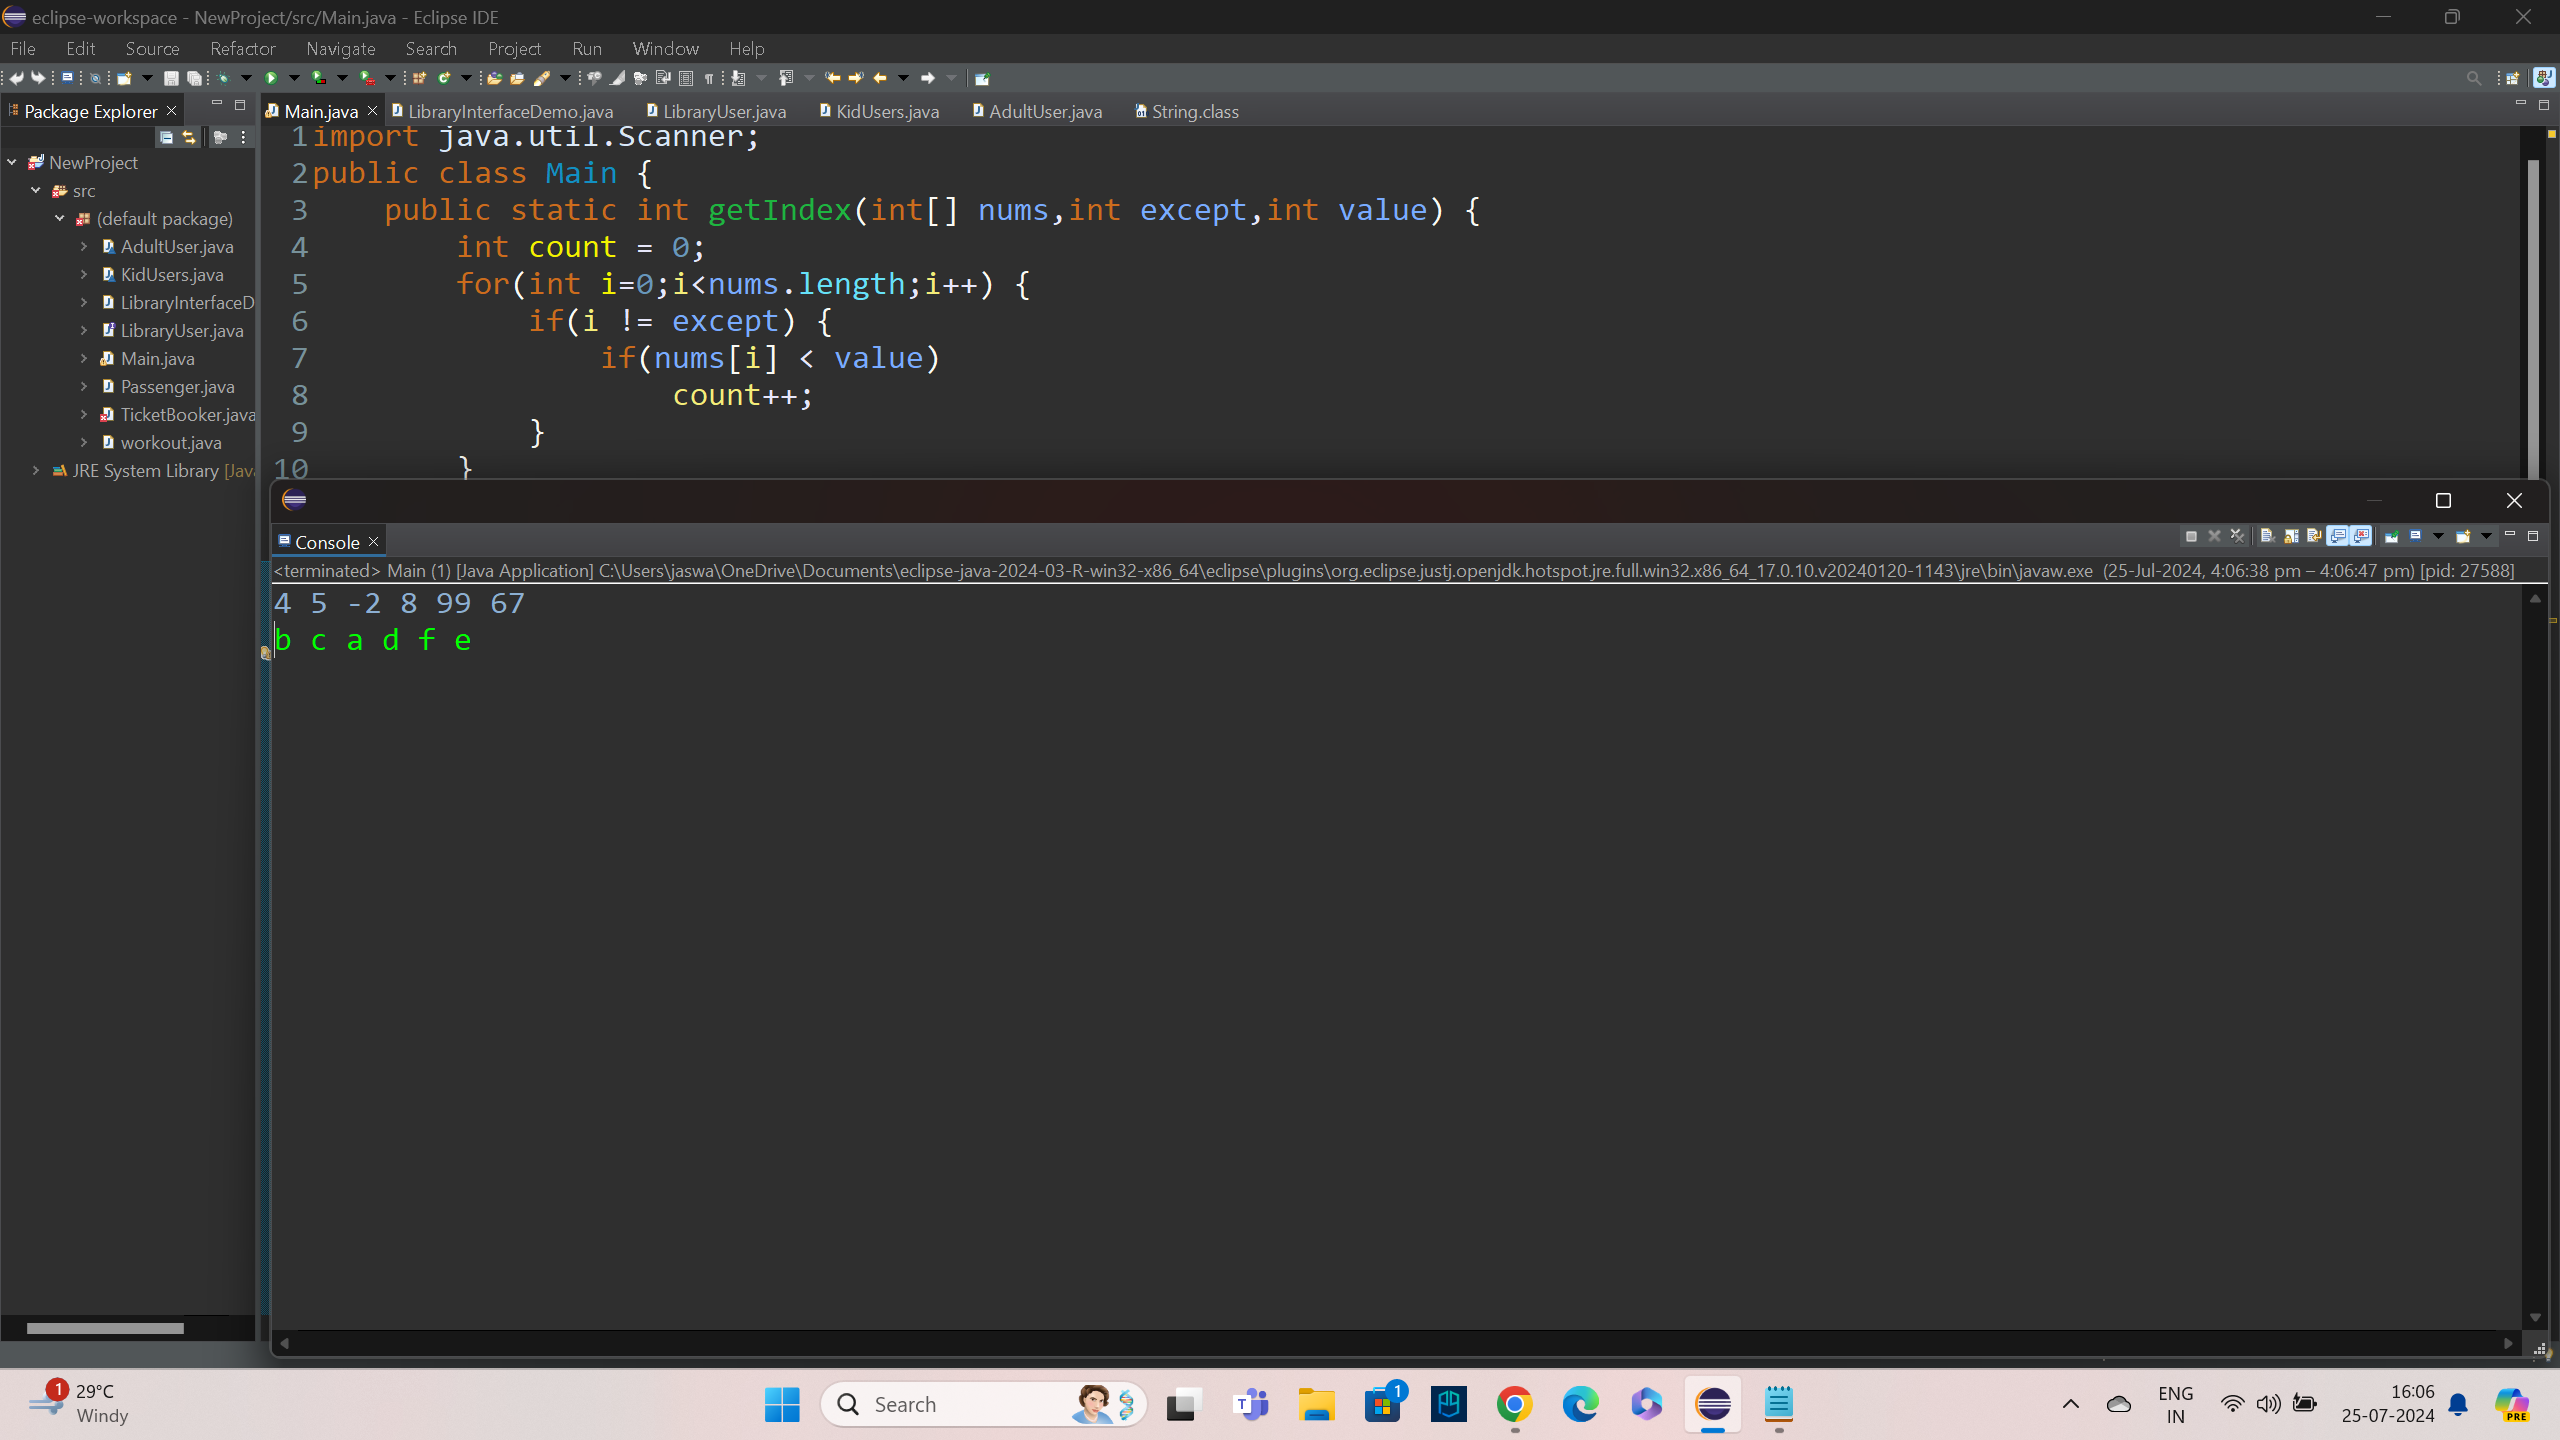 eclipse-workspace - NewProject/src/Main.java - Eclipse IDE
File Edit Source Refactor Navigate Search Project Run Window Help
Package Explorer
NewProject
src
(default package)
AdultUser.java
KidUsers.java
LibraryInterfaceD
LibraryUser.java
Main.java
Passenger.java
TicketBooker.java
workout.java
JRE System Library [Jav
Main.java LibraryInterfaceDemo.java LibraryUser.java KidUsers.java AdultUser.java String.class
1 import java.util.Scanner;
2 public class Main {
3 public static int getIndex(int[] nums,int except,int value) {
4 int count = 0;
5 for(int i=0;i<nums.length;i++) {
6 if(i != except) {
7 if(nums[i] < value)
8 count++;
9 }
10 }
Console
<terminated> Main (1) [Java Application] C:\Users\jaswa\OneDrive\Documents\eclipse-java-2024-03-R-win32-x86_64\eclipse\plugins\org.eclipse.justj.openjdk.hotspot.jre.full.win32.x86_64_17.0.10.v20240120-1143\jre\bin\javaw.exe (25-Jul-2024, 4:06:38 pm – 4:06:47 pm) [pid: 27588]
4 5 -2 8 99 67
b c a d f e
1
29°C
Windy
Search
T
1
ENG
IN
16:06
25-07-2024
PRE